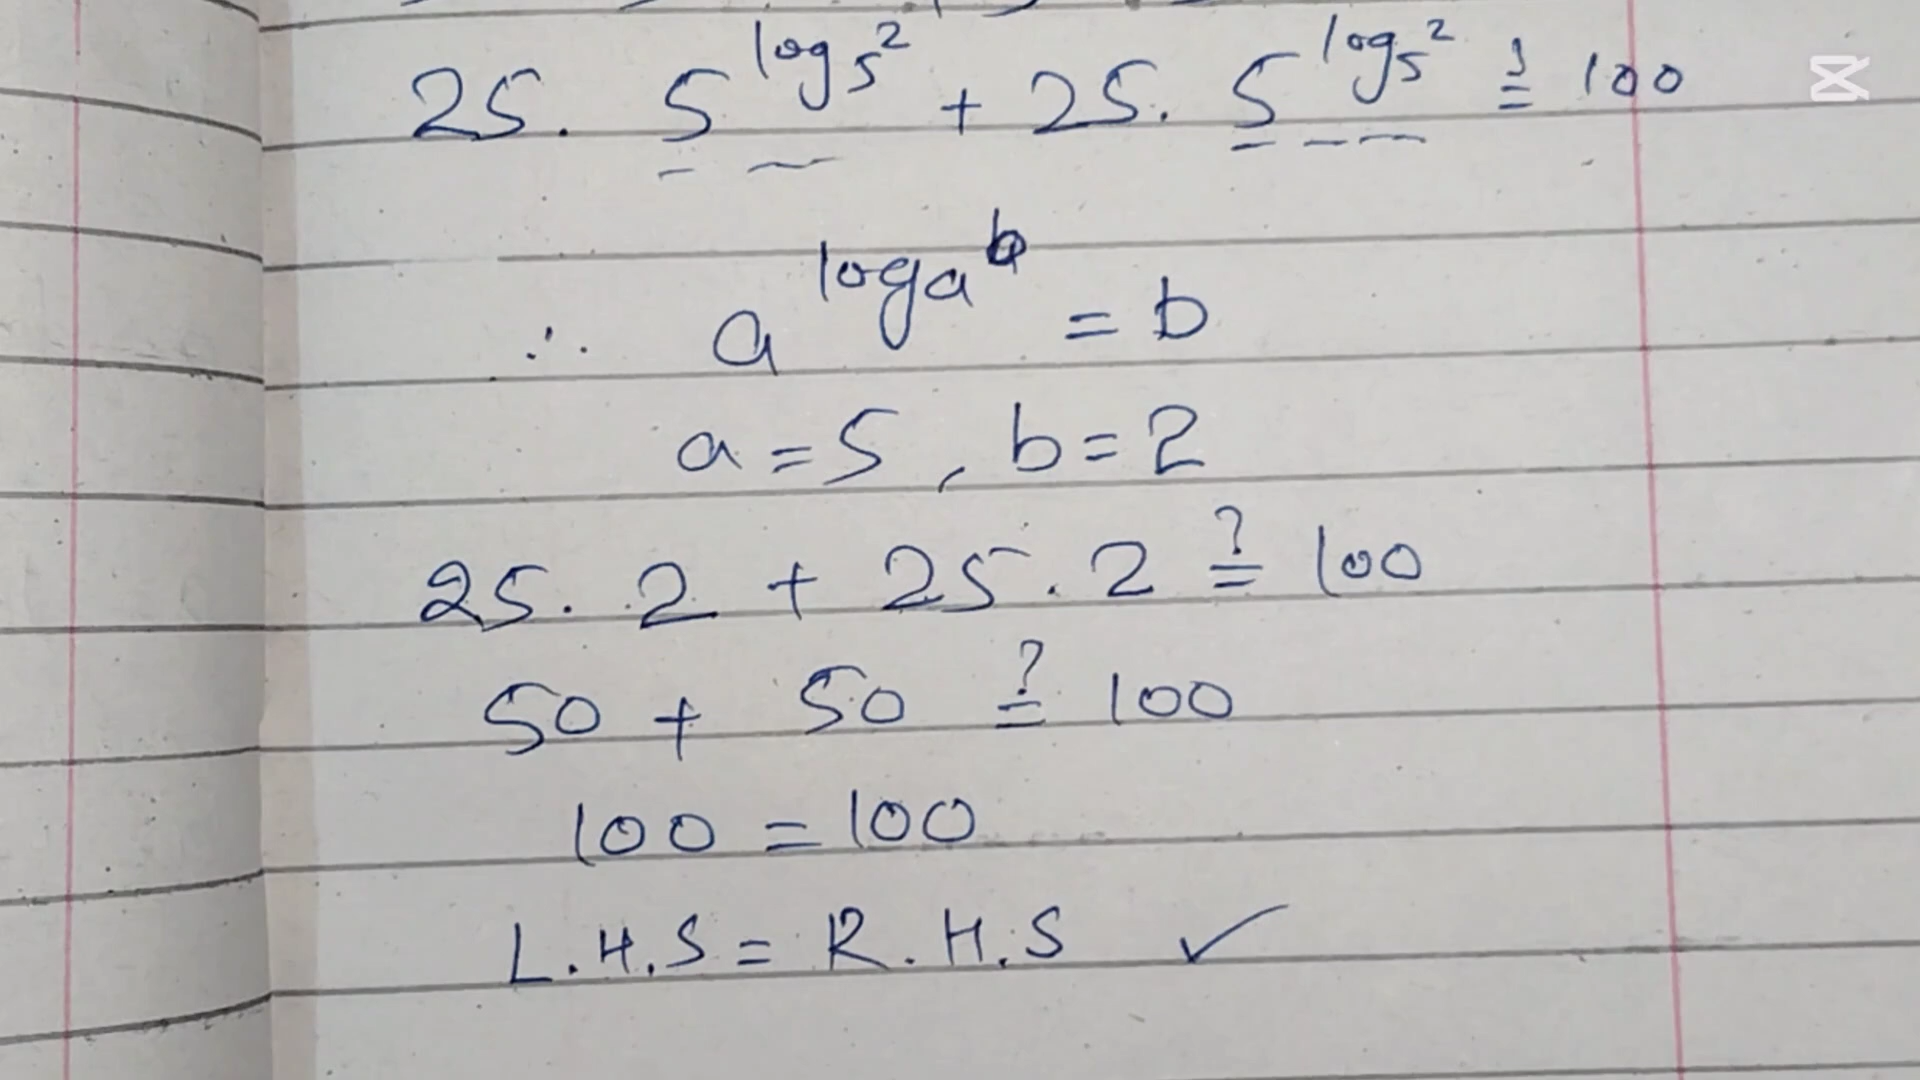 25. 5^log₅2 + 25. 5^log₅2 ≟ 100
∴ a^logₐb = b
a = 5, b = 2
25. 2 + 25. 2 ≟ 100
50 + 50 ≟ 100
100 = 100
L.H.S = R.H.S ✓